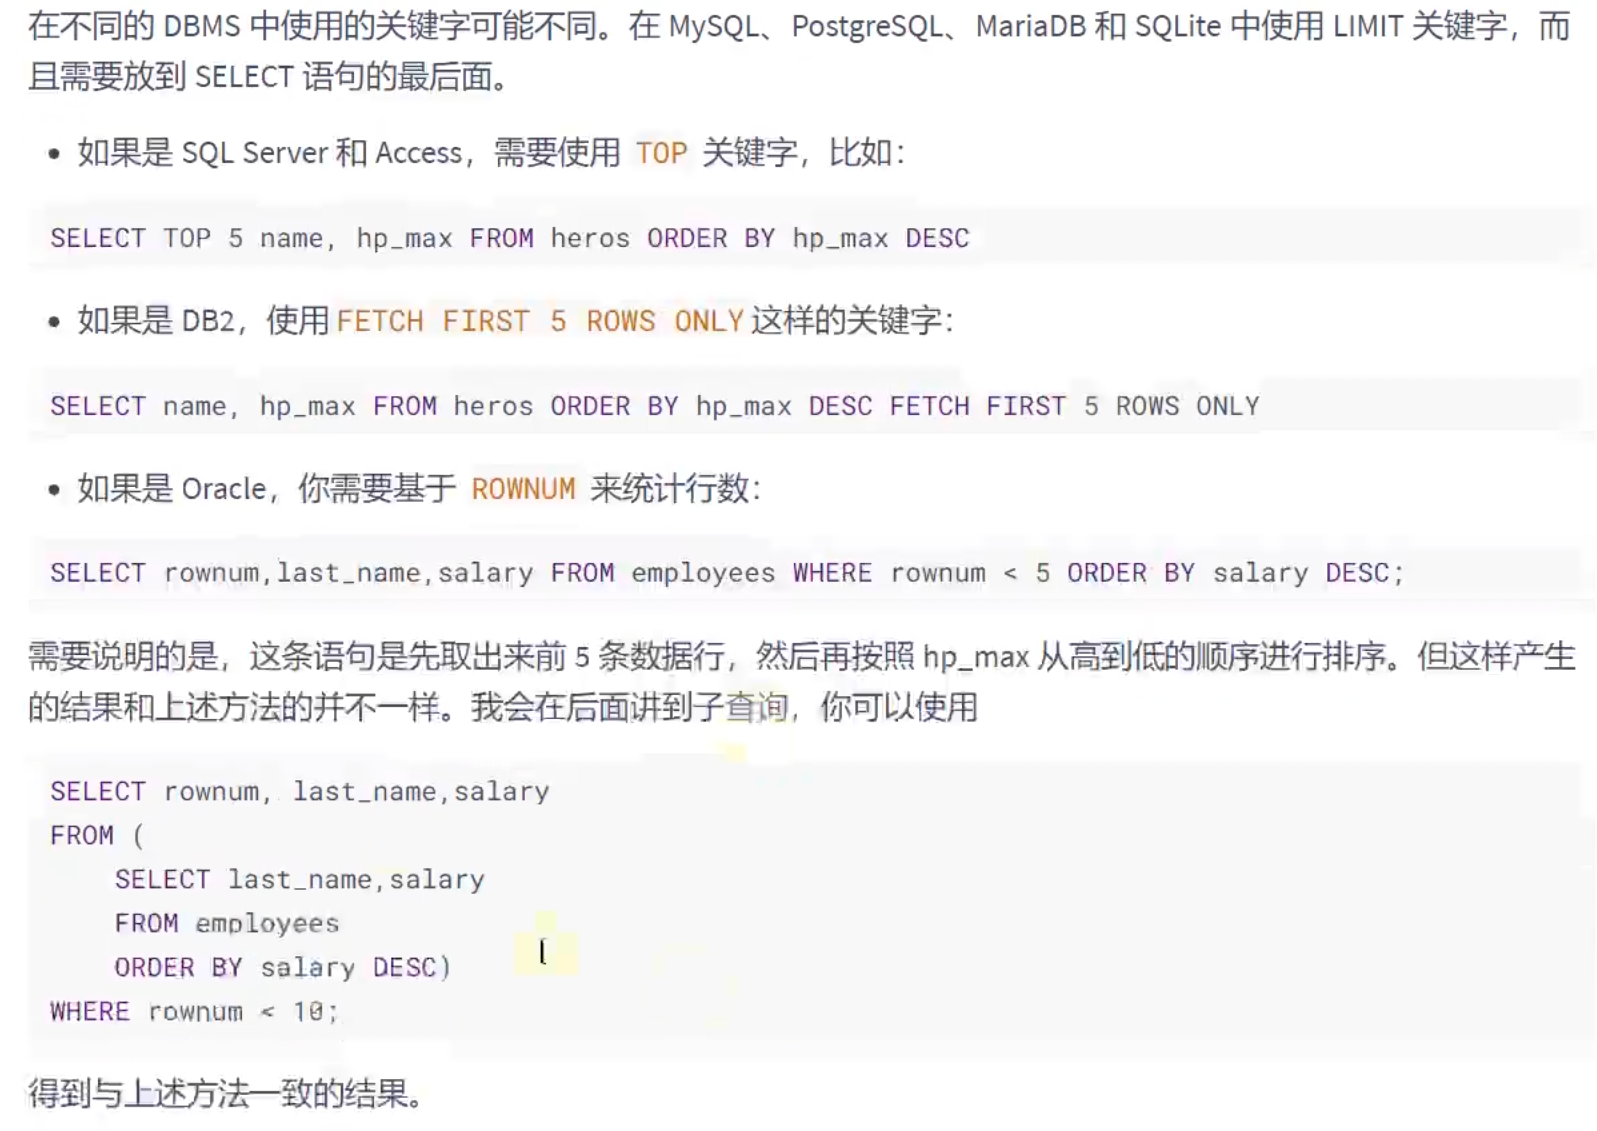 在不同的 DBMS 中使用的关键字可能不同。在 MySQL、PostgreSQL、MariaDB 和 SQLite 中使用 LIMIT 关键字，而
且需要放到 SELECT 语句的最后面。
• 如果是 SQL Server 和 Access，需要使用 TOP 关键字，比如：
SELECT TOP 5 name, hp_max FROM heros ORDER BY hp_max DESC
• 如果是 DB2，使用FETCH FIRST 5 ROWS ONLY这样的关键字：
SELECT name, hp_max FROM heros ORDER BY hp_max DESC FETCH FIRST 5 ROWS ONLY
• 如果是 Oracle，你需要基于 ROWNUM 来统计行数：
SELECT rownum,last_name,salary FROM employees WHERE rownum < 5 ORDER BY salary DESC;
需要说明的是，这条语句是先取出来前 5 条数据行，然后再按照 hp_max 从高到低的顺序进行排序。但这样产生
的结果和上述方法的并不一样。我会在后面讲到子查询，你可以使用
SELECT rownum, last_name,salary
FROM (
    SELECT last_name,salary
    FROM employees
    ORDER BY salary DESC)
WHERE rownum < 10;
得到与上述方法一致的结果。